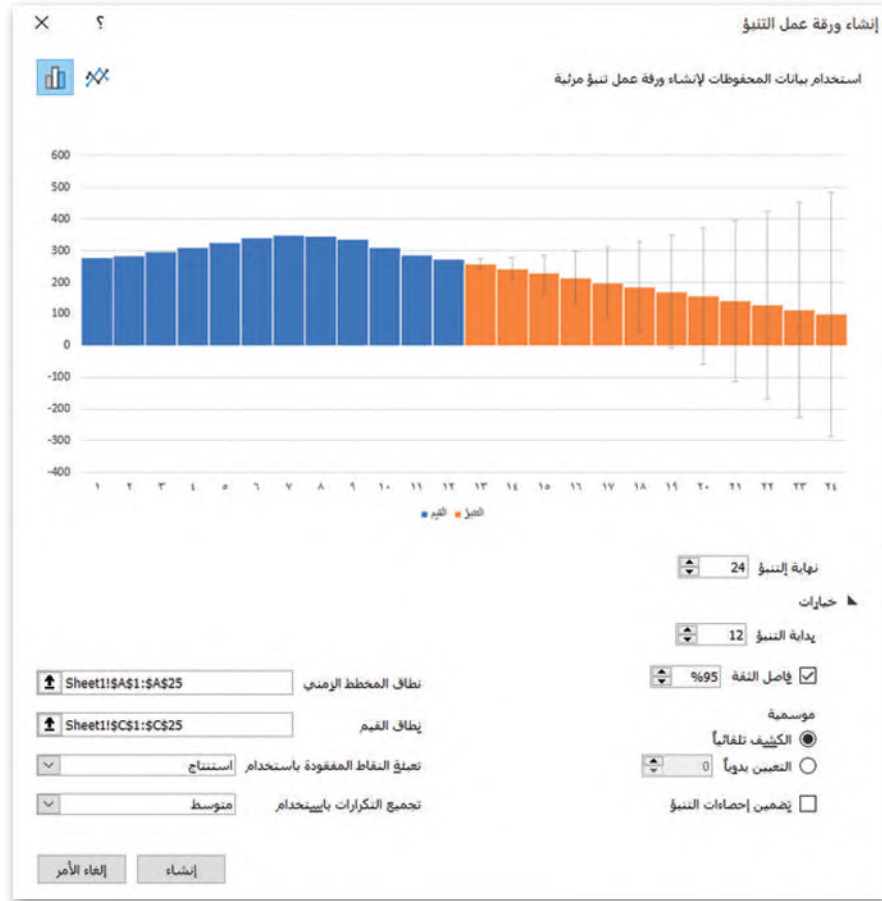 إنشاء ورقة عمل التنبؤ
؟
استخدام بيانات المحفوظات لإنشاء ورقة عمل تنبؤ مرئية
600
500
400
300
200
100
0
-100
-200
-300
-400
١ ٢ ٣ ٤ ٥ ٦ ٧ ٨ ٩ ١٠ ١١ ١٢ ١٣ ١٤ ١٥ ١٦ ١٧ ١٨ ١٩ ٢٠ ٢١ ٢٢ ٢٣ ٢٤
التنبؤ القيم
نهاية التنبؤ 24
خيارات
بداية التنبؤ 12
فاصل الثقة %95
نطاق المخطط الزمني Sheet1!$A$1:$A$25
موسمية
نطاق القيم Sheet1!$C$1:$C$25
الكشف تلقائياً
التعيين يدوياً 0
تعبئة النقاط المفقودة باستخدام استنتاج
تضمين إحصاءات التنبؤ
تجميع التكرارات باستخدام متوسط
إنشاء
إلغاء الأمر